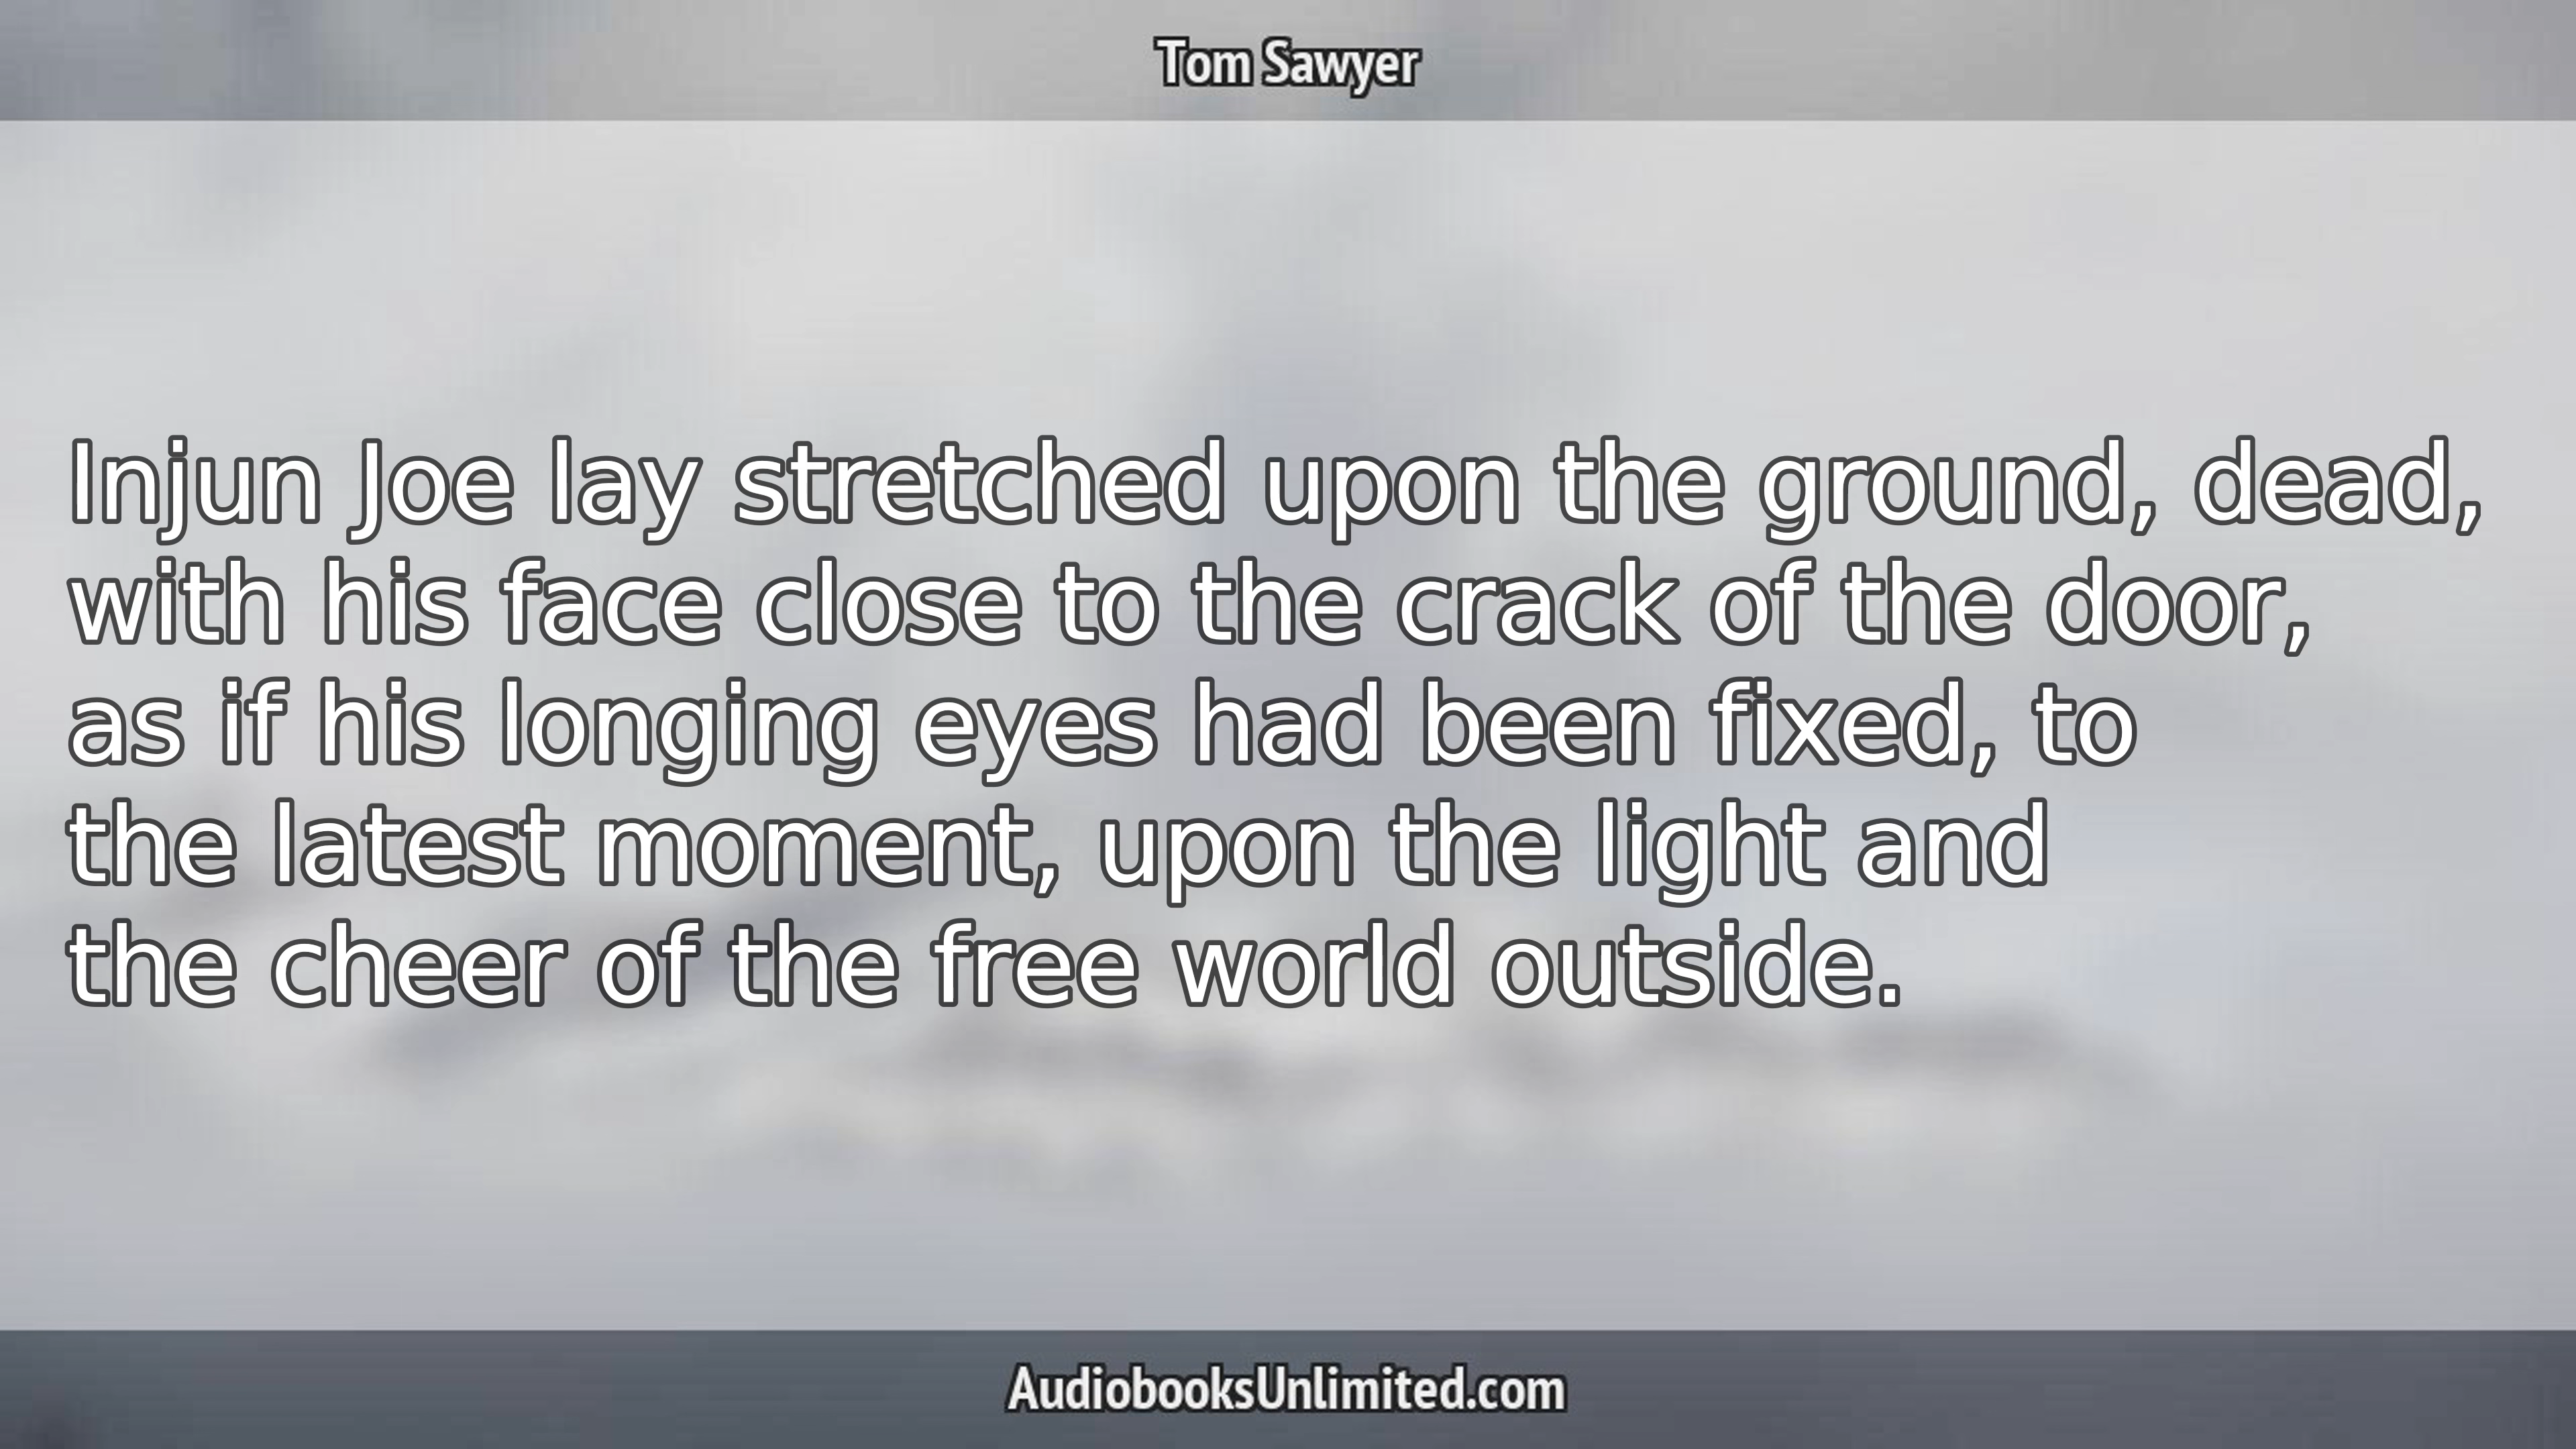 Tom Sawyer
Injun Joe lay stretched upon the ground, dead,
with his face close to the crack of the door,
as if his longing eyes had been fixed, to
the latest moment, upon the light and
the cheer of the free world outside.
AudiobooksUnlimited.com